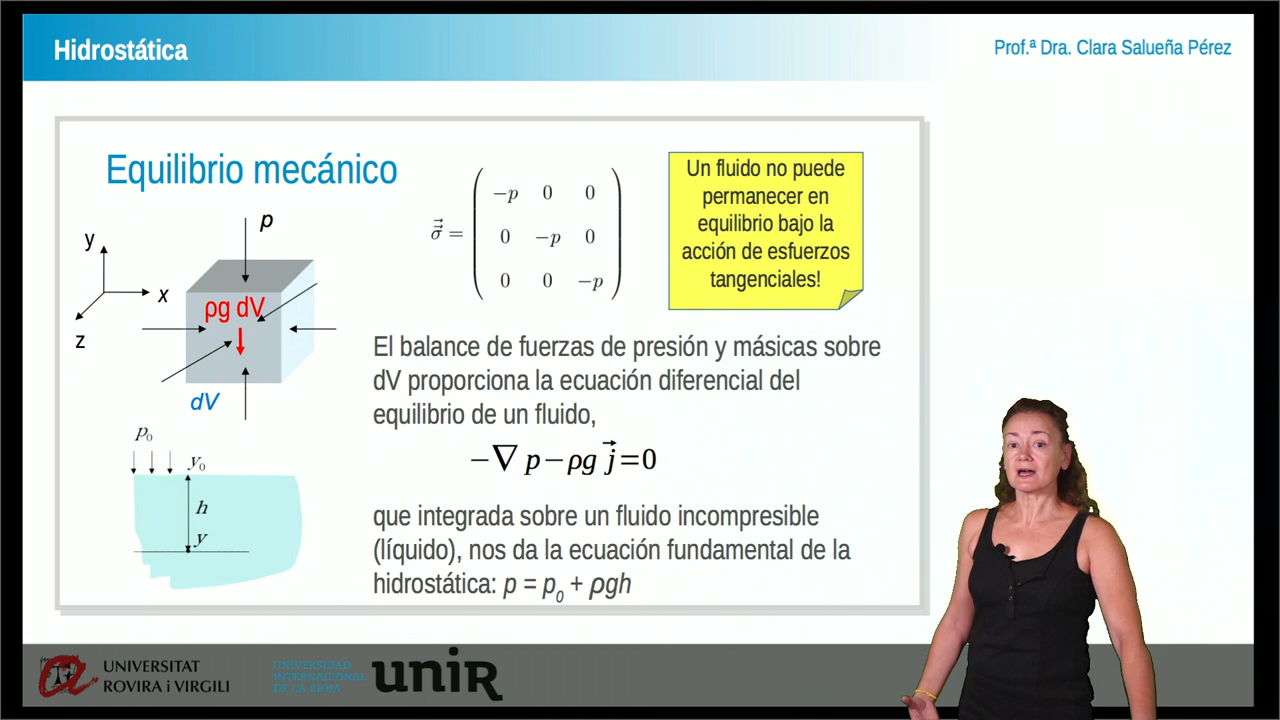 Hidrostática
Prof.ª Dra. Clara Salueña Pérez
Equilibrio mecánico
p
y
x
z
ρg dV
dV
p₀
y₀
h
y
σ⃗⃗ =
−p 0 0
0 −p 0
0 0 −p
Un fluido no puede
permanecer en
equilibrio bajo la
acción de esfuerzos
tangenciales!
El balance de fuerzas de presión y másicas sobre
dV proporciona la ecuación diferencial del
equilibrio de un fluido,
−∇ p−ρg j⃗=0
que integrada sobre un fluido incompresible
(líquido), nos da la ecuación fundamental de la
hidrostática: p = p₀ + ρgh
UNIVERSITAT
ROVIRA i VIRGILI
UNIVERSIDAD
INTERNACIONAL
DE LA RIOJA
unir